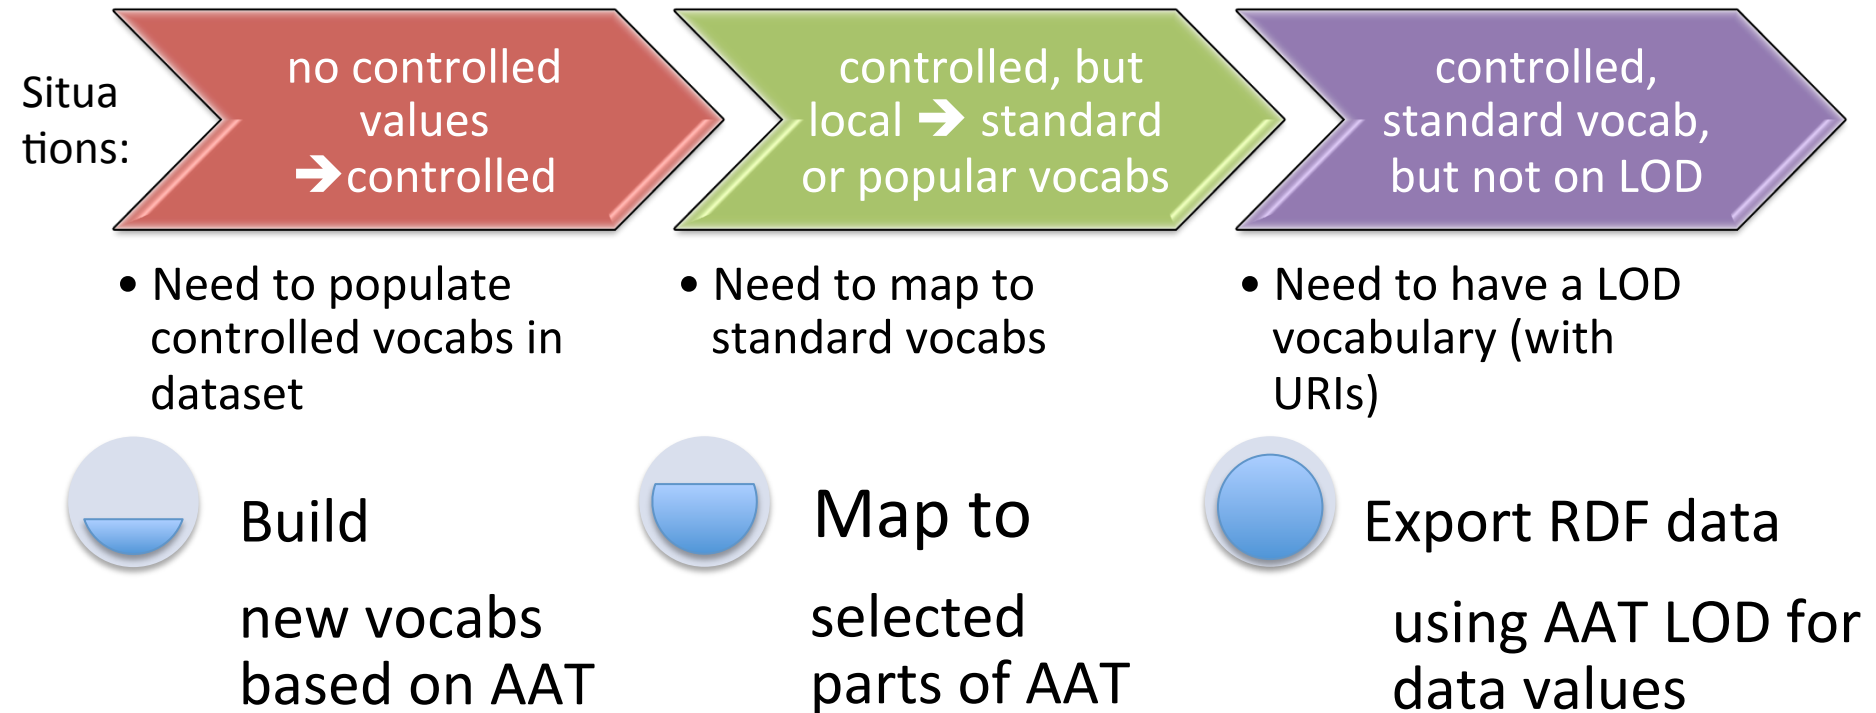 Situa
tions:
no controlled
values
➔controlled
controlled, but
local ➔ standard
or popular vocabs
controlled,
standard vocab,
but not on LOD
• Need to populate
controlled vocabs in
dataset
• Need to map to
standard vocabs
• Need to have a LOD
vocabulary (with
URIs)
Build
new vocabs
based on AAT
Map to
selected
parts of AAT
Export RDF data
using AAT LOD for
data values